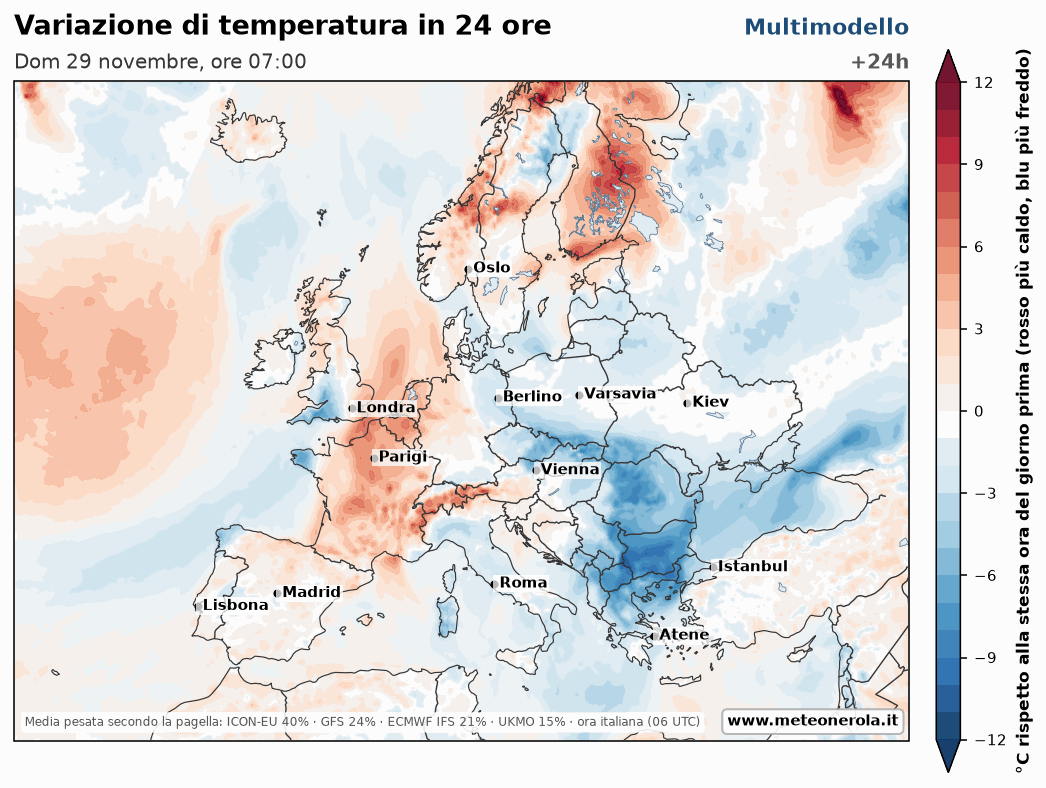 Variazione di temperatura in 24 ore
Multimodello
Dom 29 novembre, ore 07:00
+24h
Oslo
Londra
Berlino
Varsavia
Kiev
Parigi
Vienna
Istanbul
Roma
Madrid
Lisbona
Atene
Media pesata secondo la pagella: ICON-EU 40% · GFS 24% · ECMWF IFS 21% · UKMO 15% · ora italiana (06 UTC)
www.meteonerola.it
12
9
6
3
0
−3
−6
−9
−12
°C rispetto alla stessa ora del giorno prima (rosso più caldo, blu più freddo)